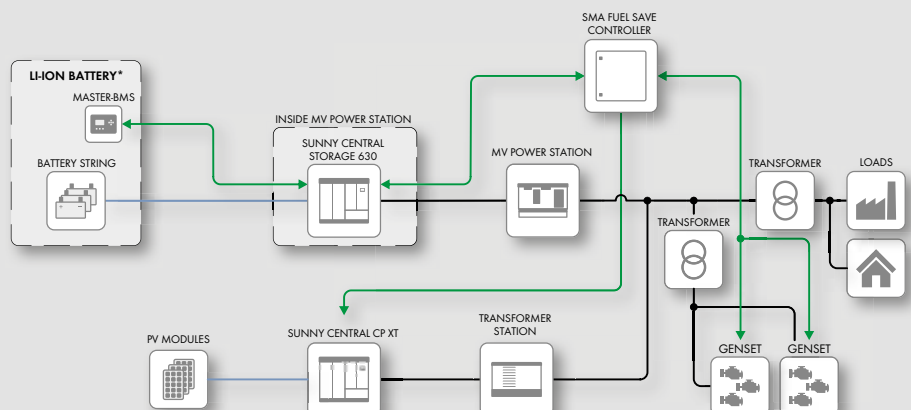 SMA FUEL SAVE
CONTROLLER
LI-ION BATTERY*
MASTER-BMS
INSIDE MV POWER STATION
SUNNY CENTRAL
STORAGE 630
BATTERY STRING
MV POWER STATION
TRANSFORMER
LOADS
TRANSFORMER
TRANSFORMER
STATION
SUNNY CENTRAL CP XT
PV MODULES
GENSET
GENSET